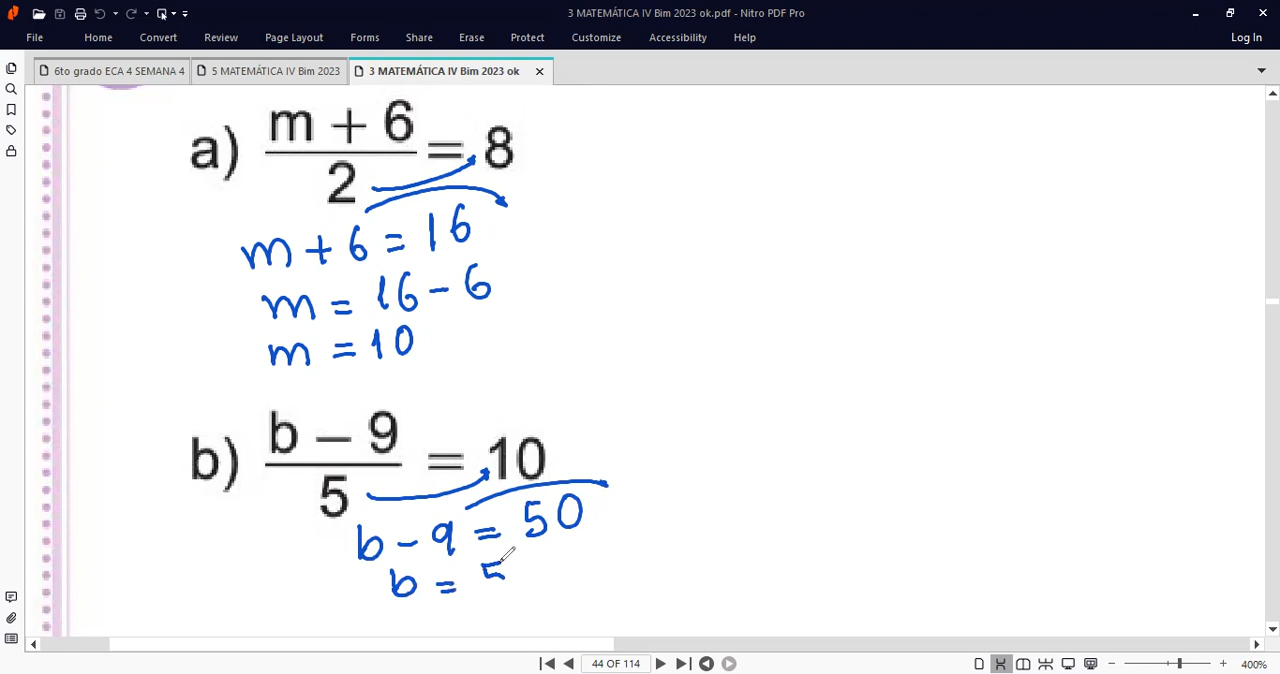 3 MATEMÁTICA IV Bim 2023 ok.pdf - Nitro PDF Pro
File Home Convert Review Page Layout Forms Share Erase Protect Customize Accessibility Help Log In
6to grado ECA 4 SEMANA 4 5 MATEMÁTICA IV Bim 2023 3 MATEMÁTICA IV Bim 2023 ok
a) m + 6
= 8
2
m + 6 = 16
m = 16 - 6
m = 10
b) b - 9
= 10
5
b - 9 = 50
b = 5
44 OF 114 400%